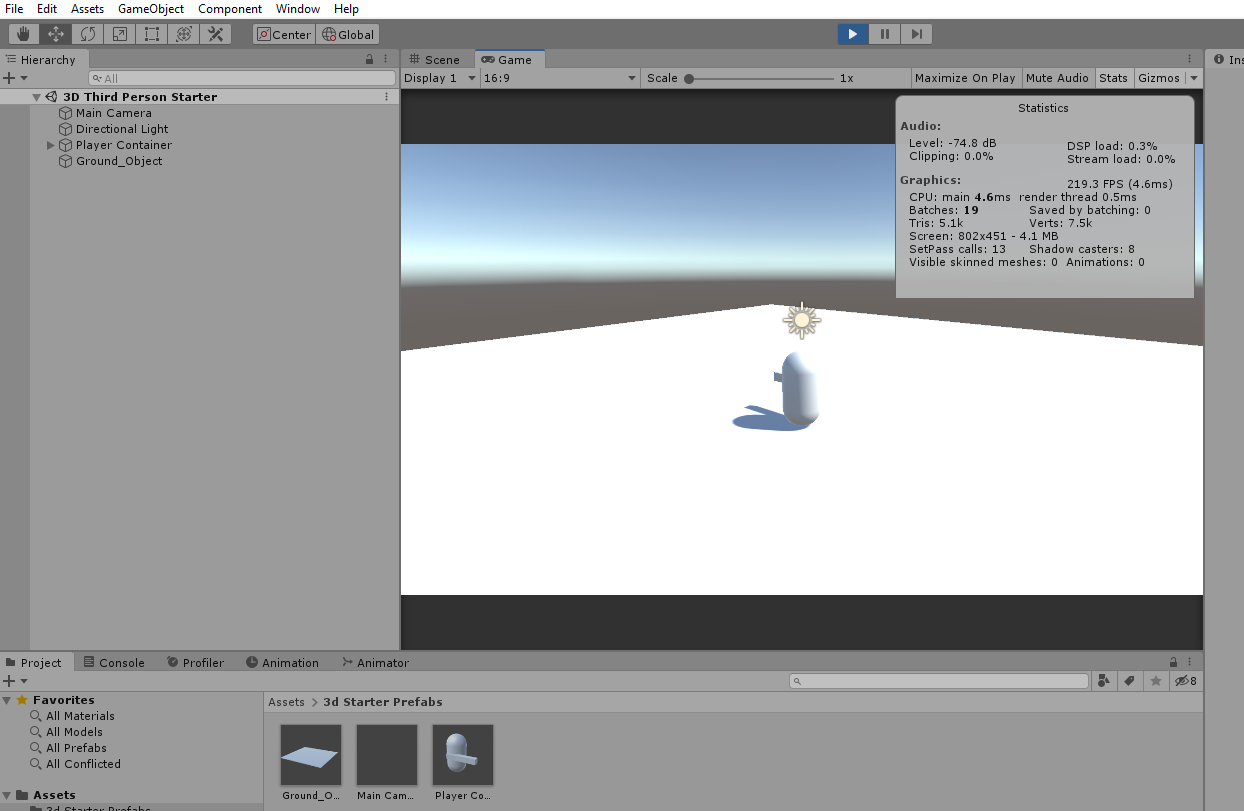 File Edit Assets GameObject Component Window Help
Center Global
Hierarchy
All
3D Third Person Starter
Main Camera
Directional Light
Player Container
Ground_Object
Scene Game
Display 1 16:9 Scale 1x Maximize On Play Mute Audio Stats Gizmos
Statistics
Audio:
Level: -74.8 dB DSP load: 0.3%
Clipping: 0.0% Stream load: 0.0%
Graphics: 219.3 FPS (4.6ms)
CPU: main 4.6ms render thread 0.5ms
Batches: 19 Saved by batching: 0
Tris: 5.1k Verts: 7.5k
Screen: 802x451 - 4.1 MB
SetPass calls: 13 Shadow casters: 8
Visible skinned meshes: 0 Animations: 0
Ins
Project Console Profiler Animation Animator
8
Favorites
All Materials
All Models
All Prefabs
All Conflicted
Assets
3d Starter Prefabs
Assets > 3d Starter Prefabs
Ground_O... Main Cam... Player Co...